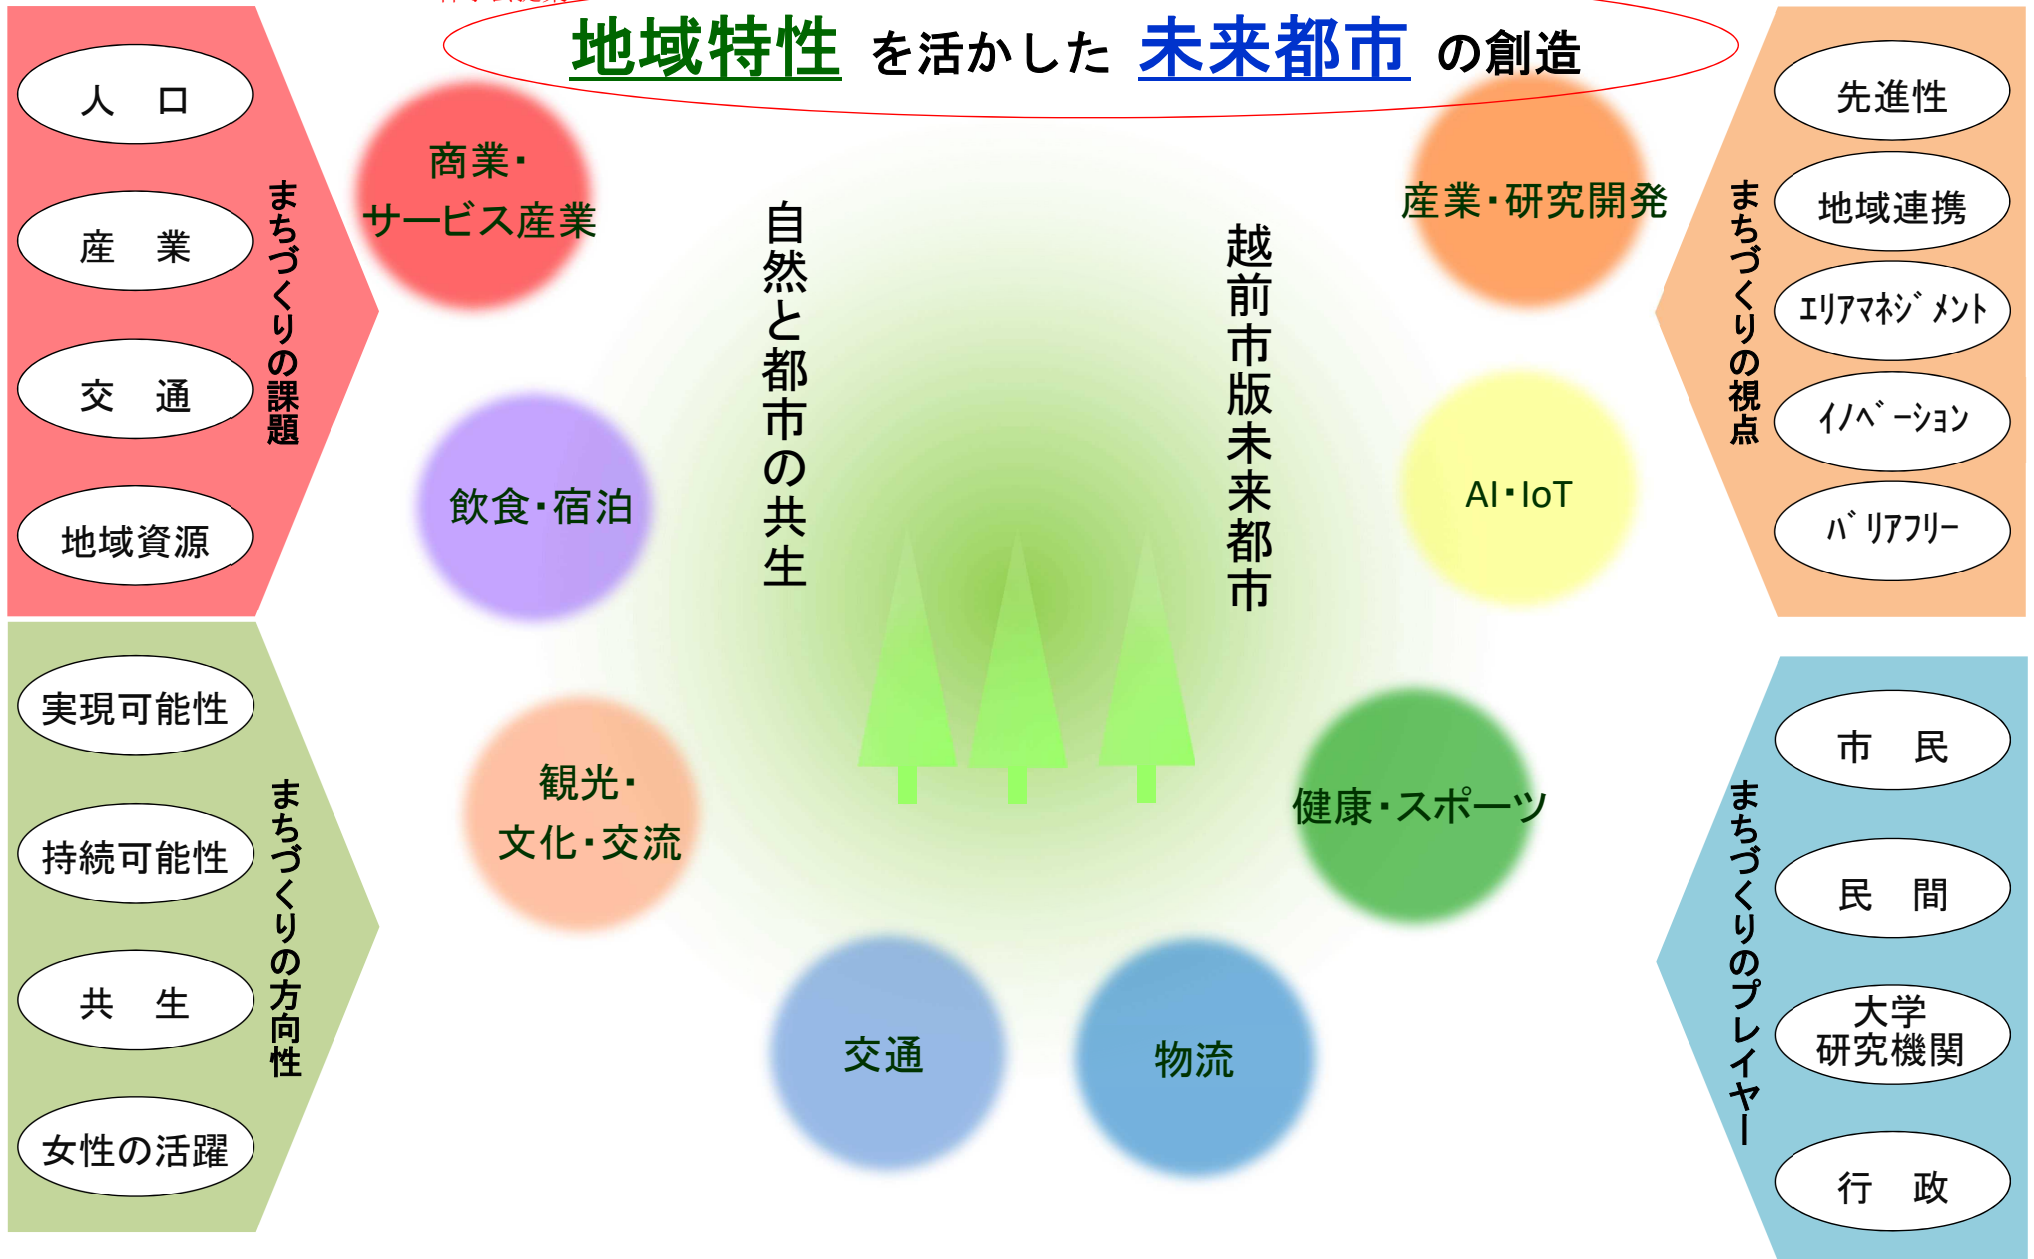 地域特性 を活かした 未来都市 の創造
まちづくりの課題
人　口
産　業
交　通
地域資源
まちづくりの方向性
実現可能性
持続可能性
共　生
女性の活躍
商業・
サービス産業
飲食・宿泊
観光・
文化・交流
交通
物流
健康・スポーツ
AI・IoT
産業・研究開発
自然と都市の共生
越前市版未来都市
まちづくりの視点
先進性
地域連携
ｴﾘｱﾏﾈｼﾞﾒﾝﾄ
ｲﾉﾍﾞｰｼｮﾝ
ﾊﾞﾘｱﾌﾘｰ
まちづくりのプレイヤー
市　民
民　間
大学
研究機関
行　政